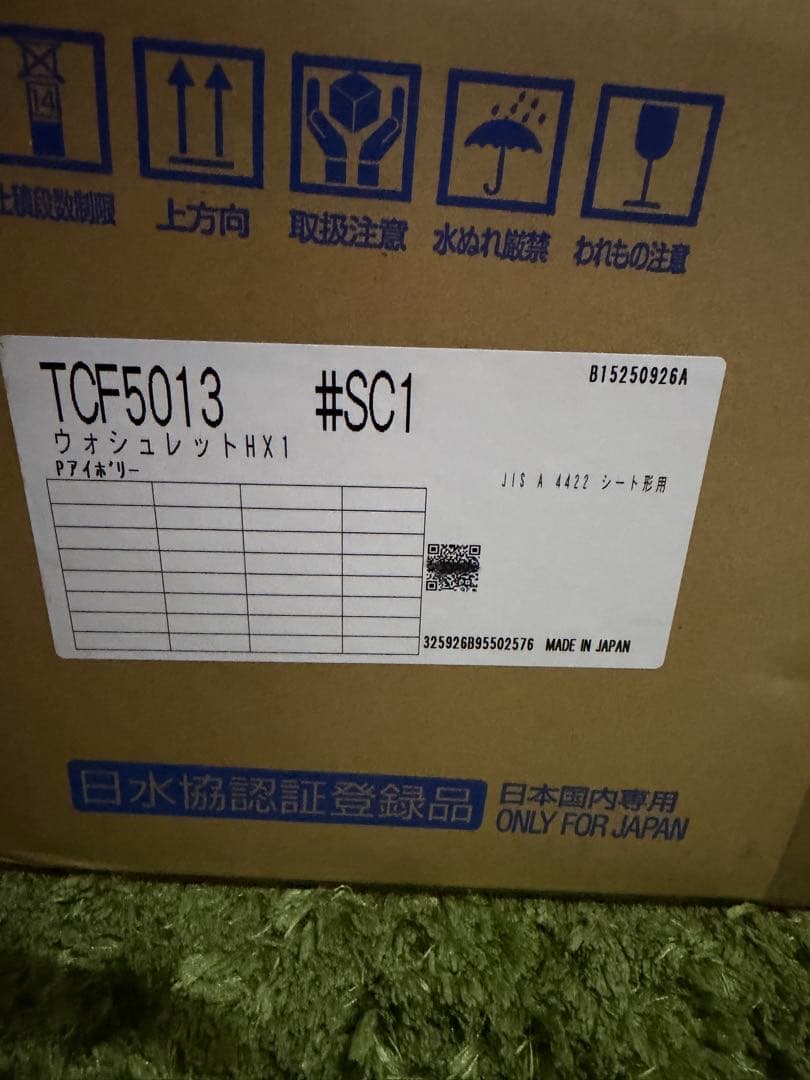 14
上積段数制限
上方向
取扱注意
水ぬれ厳禁
われもの注意
TCF5013 #SC1
B15250926A
ウォシュレットHX1
Pアイボリー
JIS A 4422 シート形用
325926B95502576 MADE IN JAPAN
日水協認証登録品
日本国内専用
ONLY FOR JAPAN